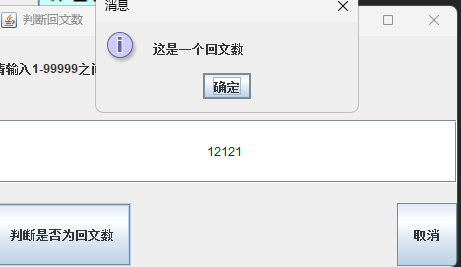 消息
判断回文数
这是一个回文数
请输入1-99999之间
确定
12121
判断是否为回文数
取消